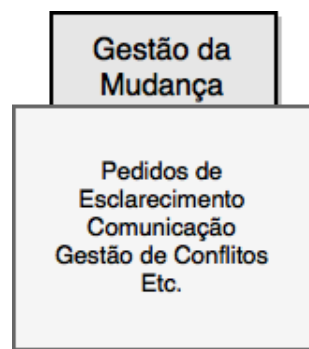 Gestão da
Mudança
Pedidos de
Esclarecimento
Comunicação
Gestão de Conflitos
Etc.